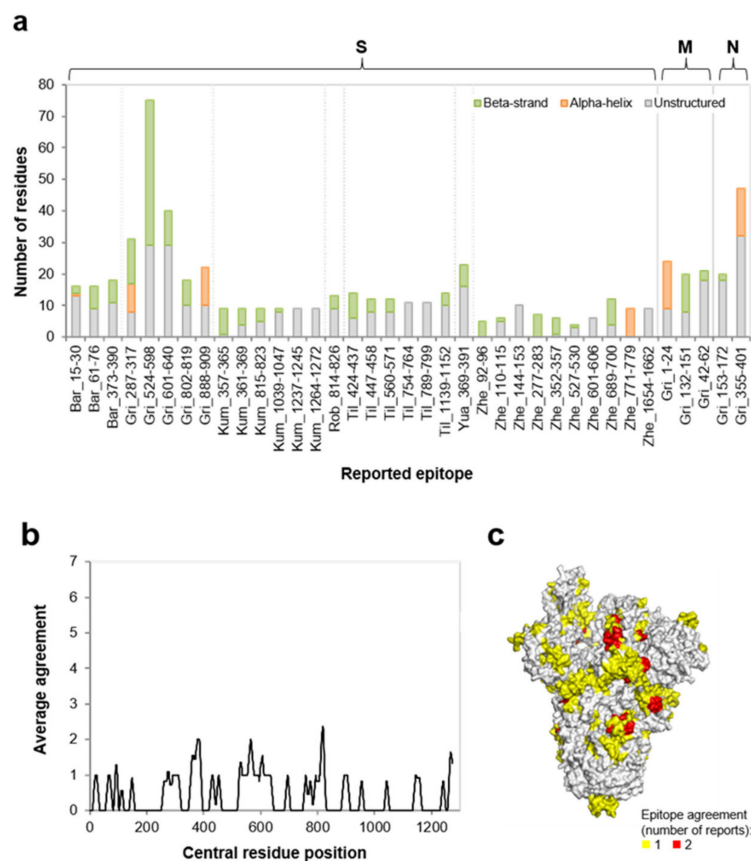 a
S M N
80
70
60
50
40
30
20
10
0
Number of residues
Beta-strand Alpha-helix Unstructured
Bar_15-30
Bar_61-76
Bar_373-390
Gri_287-317
Gri_524-598
Gri_601-640
Gri_802-819
Gri_888-909
Kum_357-365
Kum_361-369
Kum_815-823
Kum_1039-1047
Kum_1237-1245
Kum_1264-1272
Rob_814-826
Til_424-437
Til_447-458
Til_560-571
Til_754-764
Til_789-799
Til_1139-1152
Yua_369-391
Zhe_92-96
Zhe_110-115
Zhe_144-153
Zhe_277-283
Zhe_352-357
Zhe_527-530
Zhe_601-606
Zhe_689-700
Zhe_771-779
Zhe_1654-1662
Gri_1-24
Gri_132-151
Gri_42-62
Gri_153-172
Gri_355-401
Reported epitope
b
7
6
5
4
3
2
1
0
Average agreement
0 200 400 600 800 1000 1200
Central residue position
c
Epitope agreement
(number of reports):
1 2